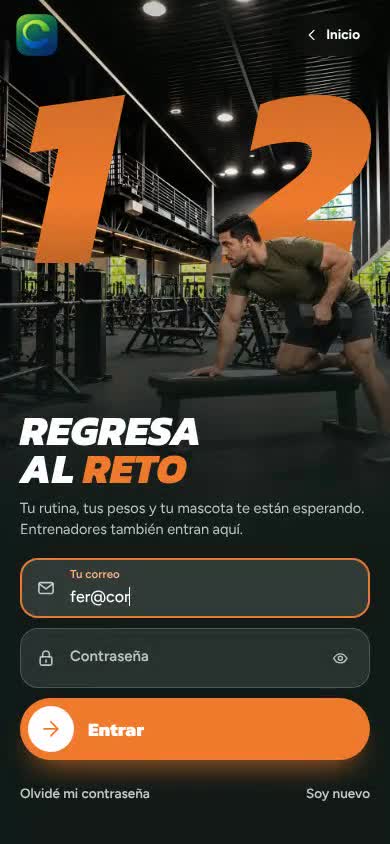 Inicio
12
REGRESA
AL RETO
Tu rutina, tus pesos y tu mascota te están esperando.
Entrenadores también entran aquí.
Tu correo
fer@cor
Contraseña
Entrar
Olvidé mi contraseña
Soy nuevo